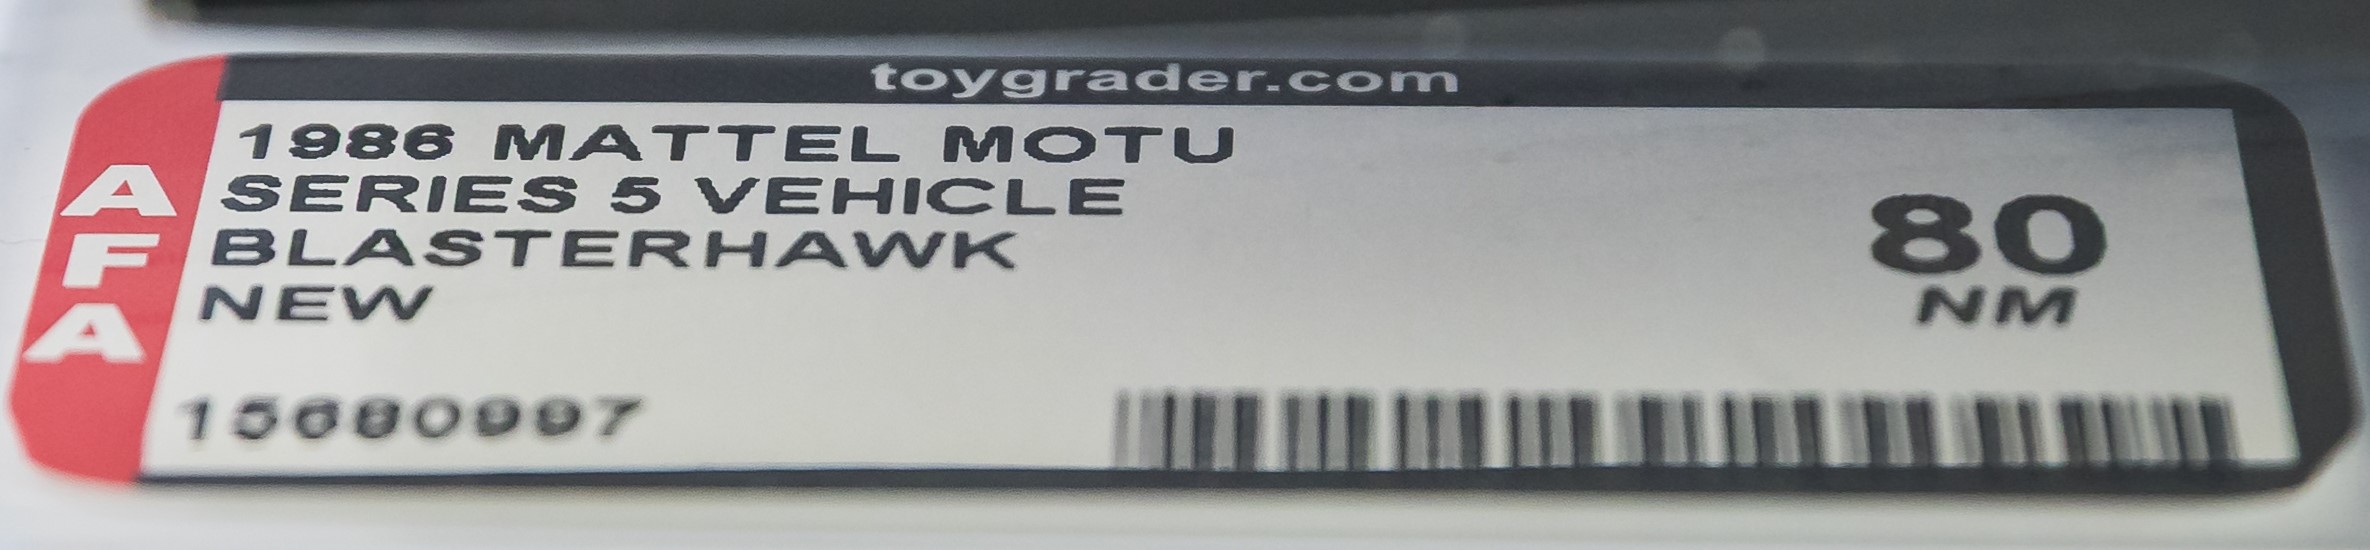 toygrader.com
AFA
1986 MATTEL MOTU
SERIES 5 VEHICLE
BLASTERHAWK
NEW
80
NM
15680997